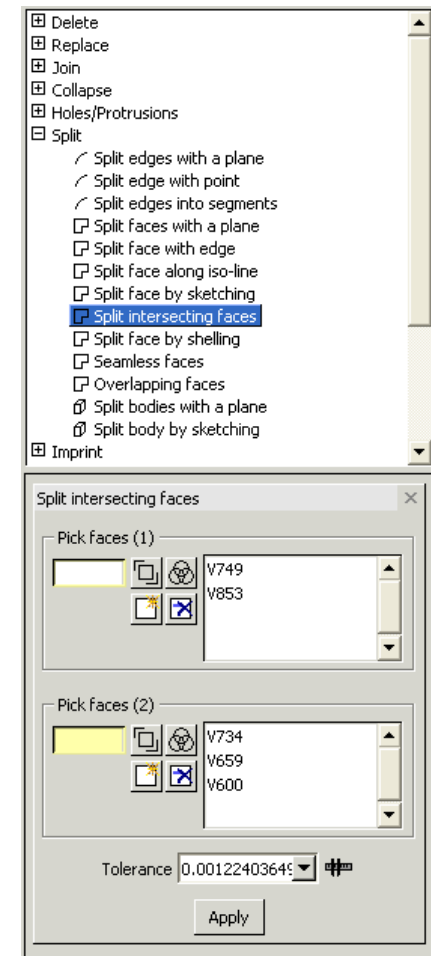 Delete
Replace
Join
Collapse
Holes/Protrusions
Split
Split edges with a plane
Split edge with point
Split edges into segments
Split faces with a plane
Split face with edge
Split face along iso-line
Split face by sketching
Split intersecting faces
Split face by shelling
Seamless faces
Overlapping faces
Split bodies with a plane
Split body by sketching
Imprint
Split intersecting faces
Pick faces (1)
V749
V853
Pick faces (2)
V734
V659
V600
Tolerance 0.00122403649
Apply